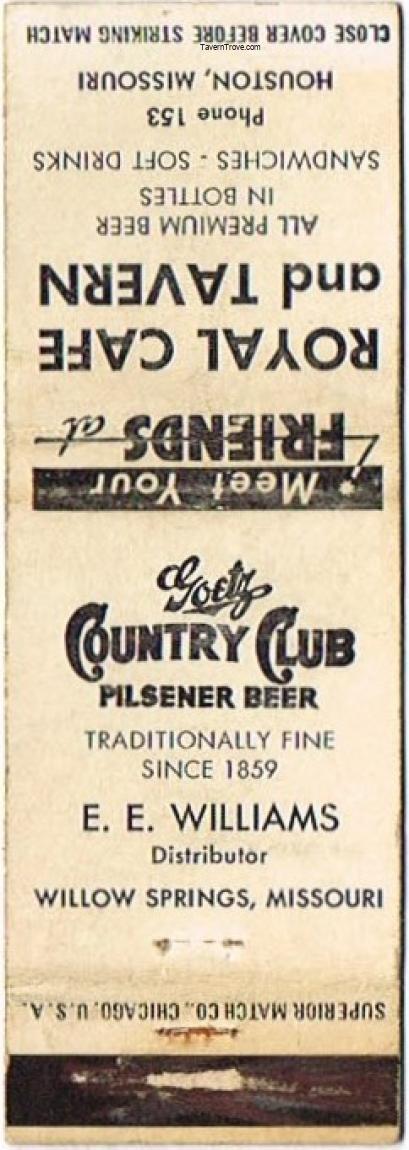 CLOSE COVER BEFORE STRIKING MATCH
TavernTrove.com
HOUSTON, MISSOURI
Phone 153
SANDWICHES - SOFT DRINKS
IN BOTTLES
ALL PREMIUM BEER
and TAVERN
ROYAL CAFE
FRIENDS at
Meet Your
Goetz
COUNTRY CLUB
PILSENER BEER
TRADITIONALLY FINE
SINCE 1859
E. E. WILLIAMS
Distributor
WILLOW SPRINGS, MISSOURI
SUPERIOR MATCH CO., CHICAGO, U.S.A.